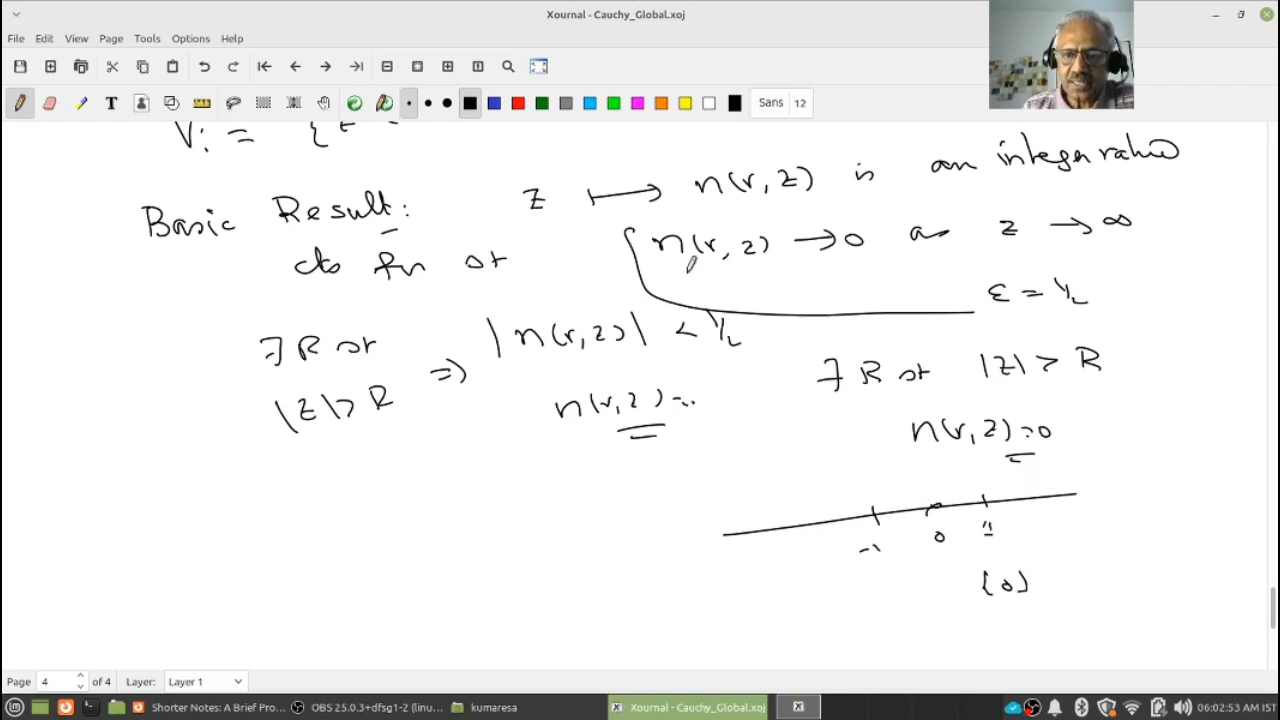 Xournal - Cauchy_Global.xoj
File Edit View Page Tools Options Help
Sans 12
V: = {
Basic Result: z ↦ n(r, z) is an integer valued
cts fn st n(r, z) → 0 as z → ∞
ε = 1/2
∃ R st |z| > R ⇒ |n(r, z)| < 1/2
n(r, z) =
∃ R st |z| > R
n(r, z) = 0
-1 0 1
{0}
Page 4 of 4 Layer: Layer 1
Shorter Notes: A Brief Pro... OBS 25.0.3+dfsg1-2 (linu... kumaresa Xournal - Cauchy_Global.xoj 06:02:53 AM IST